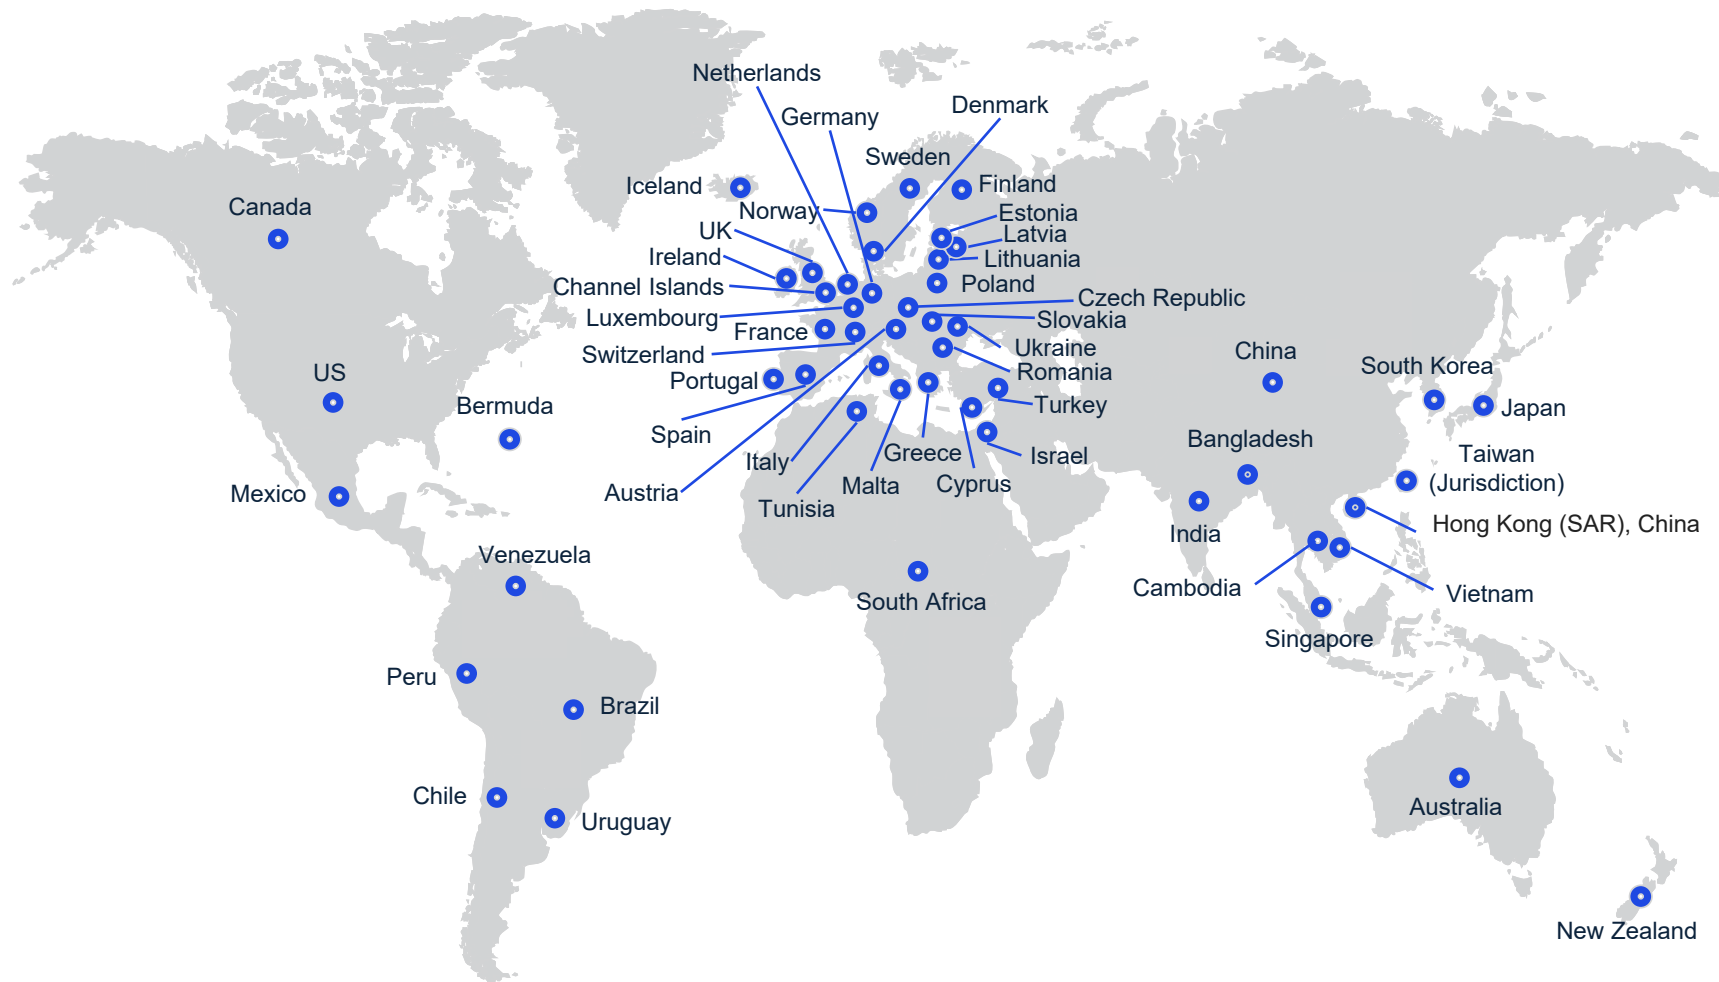 Netherlands
Denmark
Germany
Sweden
Finland
Iceland
Canada
Norway
Estonia
UK
Latvia
Ireland
Lithuania
Channel Islands
Poland
Czech Republic
Luxembourg
Slovakia
France
Ukraine
Switzerland
China
US
Portugal
Romania
South Korea
Bermuda
Turkey
Japan
Spain
Bangladesh
Greece
Israel
Taiwan
(Jurisdiction)
Italy
Malta
Cyprus
Austria
Mexico
Tunisia
Hong Kong (SAR), China
India
Venezuela
Cambodia
Vietnam
South Africa
Singapore
Peru
Brazil
Chile
Australia
Uruguay
New Zealand